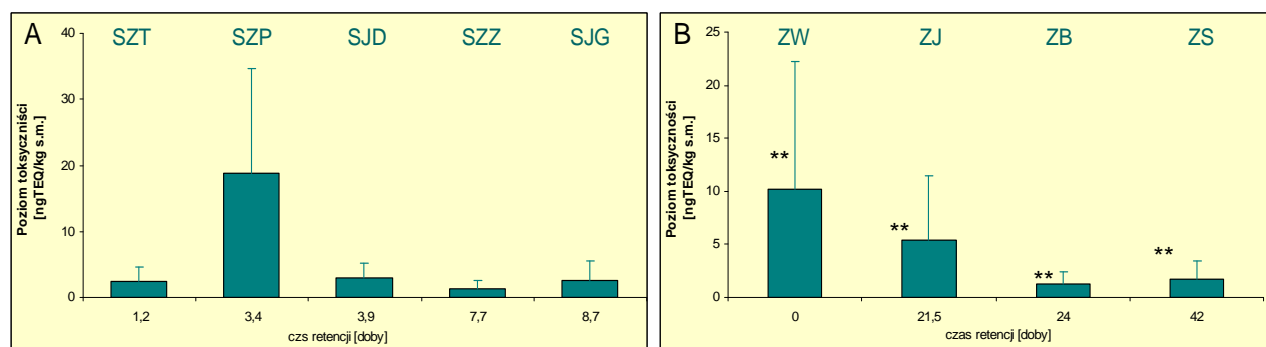 A
SZT SZP SJD SZZ SJG
Poziom toksyczniści
[ngTEQ/kg s.m.]
40
30
20
10
0
1,2 3,4 3,9 7,7 8,7
czs retencji [doby]
B
ZW ZJ ZB ZS
Poziom toksyczności
[ngTEQ/kg s.m.]
25
20
15
10
5
0
** ** ** **
0 21,5 24 42
czas retencji [doby]